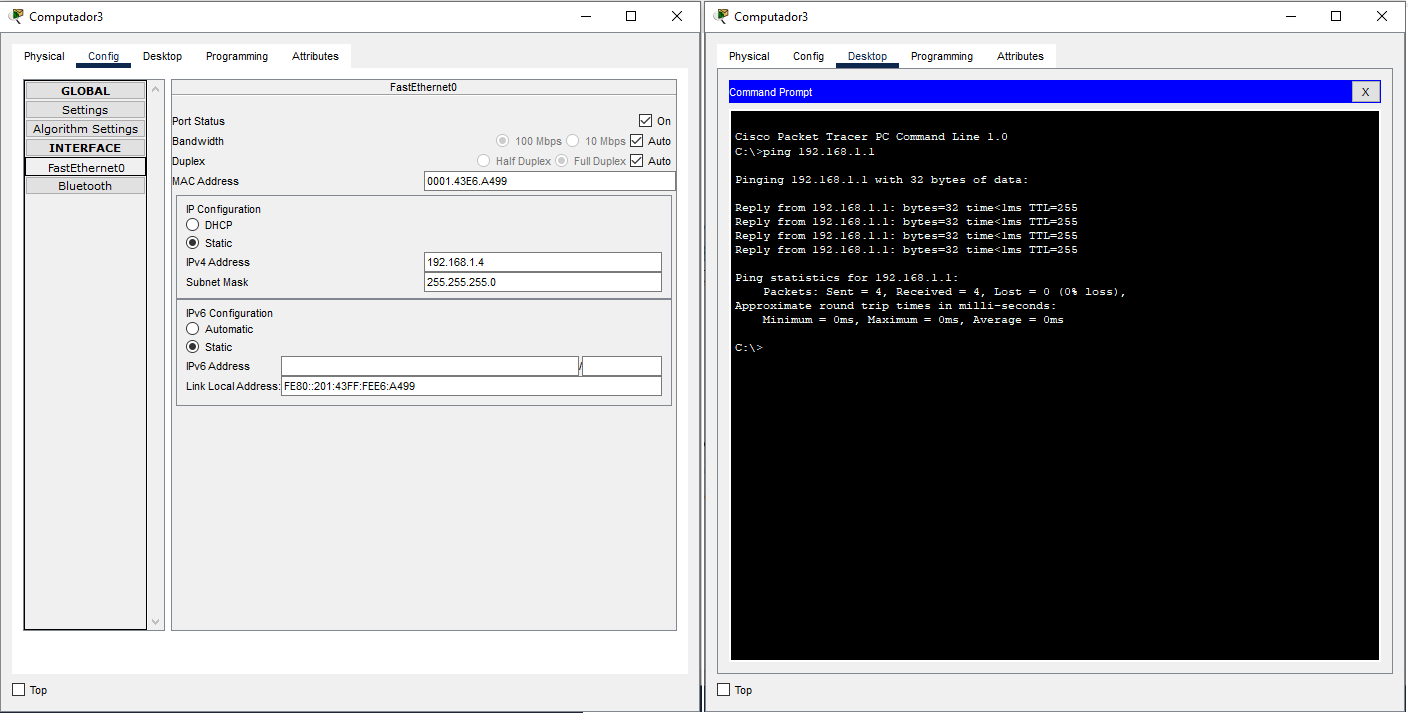 Computador3
Physical Config Desktop Programming Attributes
GLOBAL
Settings
Algorithm Settings
INTERFACE
FastEthernet0
Bluetooth
FastEthernet0
Port Status On
Bandwidth 100 Mbps 10 Mbps Auto
Duplex Half Duplex Full Duplex Auto
MAC Address 0001.43E6.A499
IP Configuration
DHCP
Static
IPv4 Address 192.168.1.4
Subnet Mask 255.255.255.0
IPv6 Configuration
Automatic
Static
IPv6 Address /
Link Local Address: FE80::201:43FF:FEE6:A499
Top
Computador3
Physical Config Desktop Programming Attributes
Command Prompt X
Cisco Packet Tracer PC Command Line 1.0
C:\>ping 192.168.1.1
Pinging 192.168.1.1 with 32 bytes of data:
Reply from 192.168.1.1: bytes=32 time<1ms TTL=255
Reply from 192.168.1.1: bytes=32 time<1ms TTL=255
Reply from 192.168.1.1: bytes=32 time<1ms TTL=255
Reply from 192.168.1.1: bytes=32 time<1ms TTL=255
Ping statistics for 192.168.1.1:
Packets: Sent = 4, Received = 4, Lost = 0 (0% loss),
Approximate round trip times in milli-seconds:
Minimum = 0ms, Maximum = 0ms, Average = 0ms
C:\>
Top